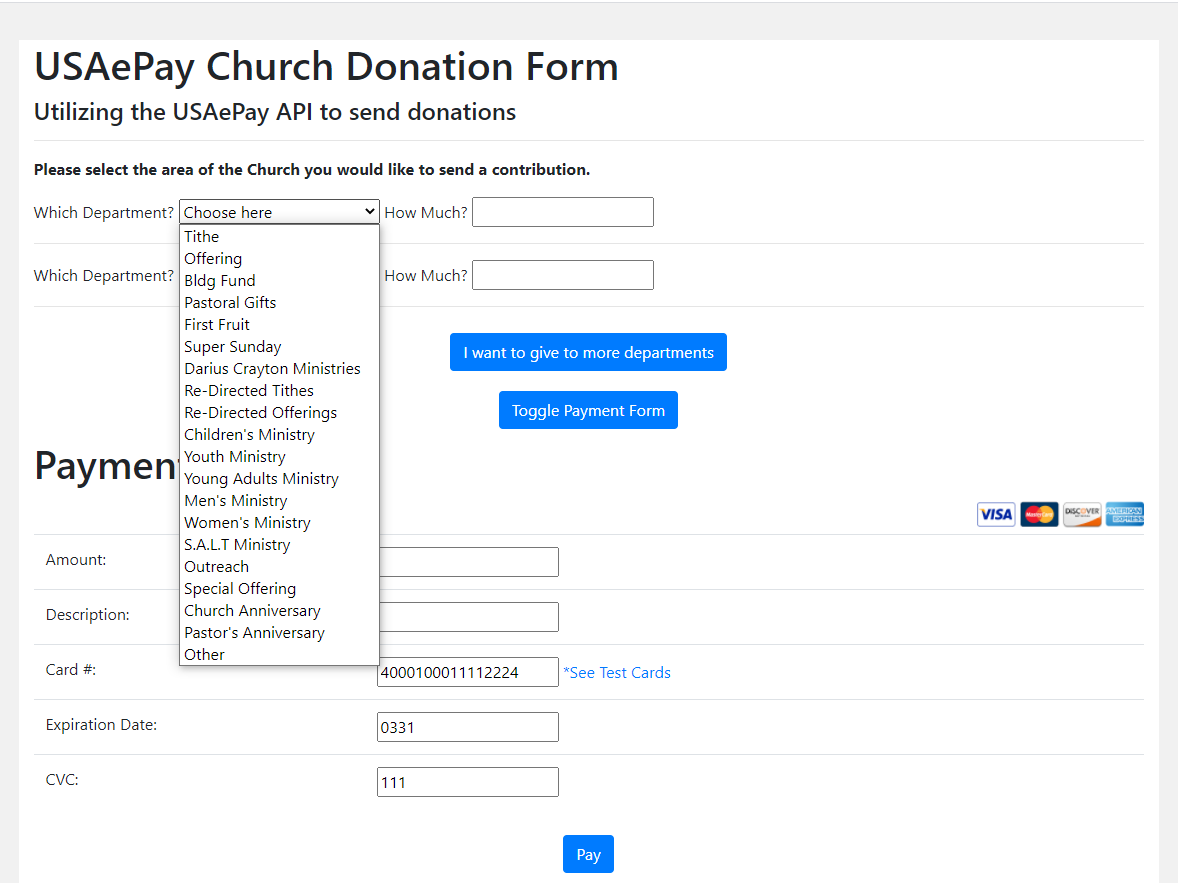 USAePay Church Donation Form
Utilizing the USAePay API to send donations
Please select the area of the Church you would like to send a contribution.
Which Department? Choose here How Much?
Tithe
Offering
Which Department? How Much?
Bldg Fund
Pastoral Gifts
First Fruit
Super Sunday
I want to give to more departments
Darius Crayton Ministries
Re-Directed Tithes
Re-Directed Offerings
Toggle Payment Form
Children's Ministry
Youth Ministry
Paymen
Young Adults Ministry
Men's Ministry
Women's Ministry
VISA MasterCard DISCOVER AMERICAN EXPRESS
S.A.L.T Ministry
Outreach
Amount:
Special Offering
Church Anniversary
Description:
Pastor's Anniversary
Other
Card #: 4000100011112224 *See Test Cards
Expiration Date: 0331
CVC: 111
Pay